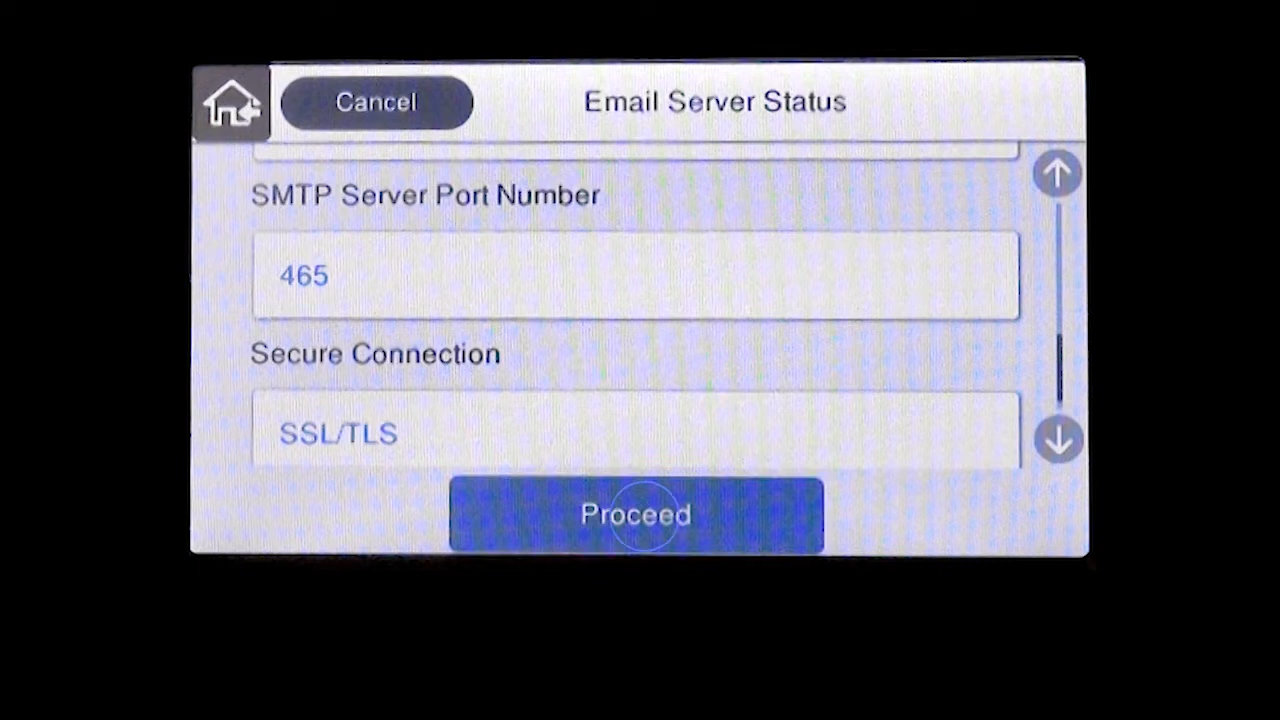 Cancel
Email Server Status
SMTP Server Port Number
465
Secure Connection
SSL/TLS
Proceed